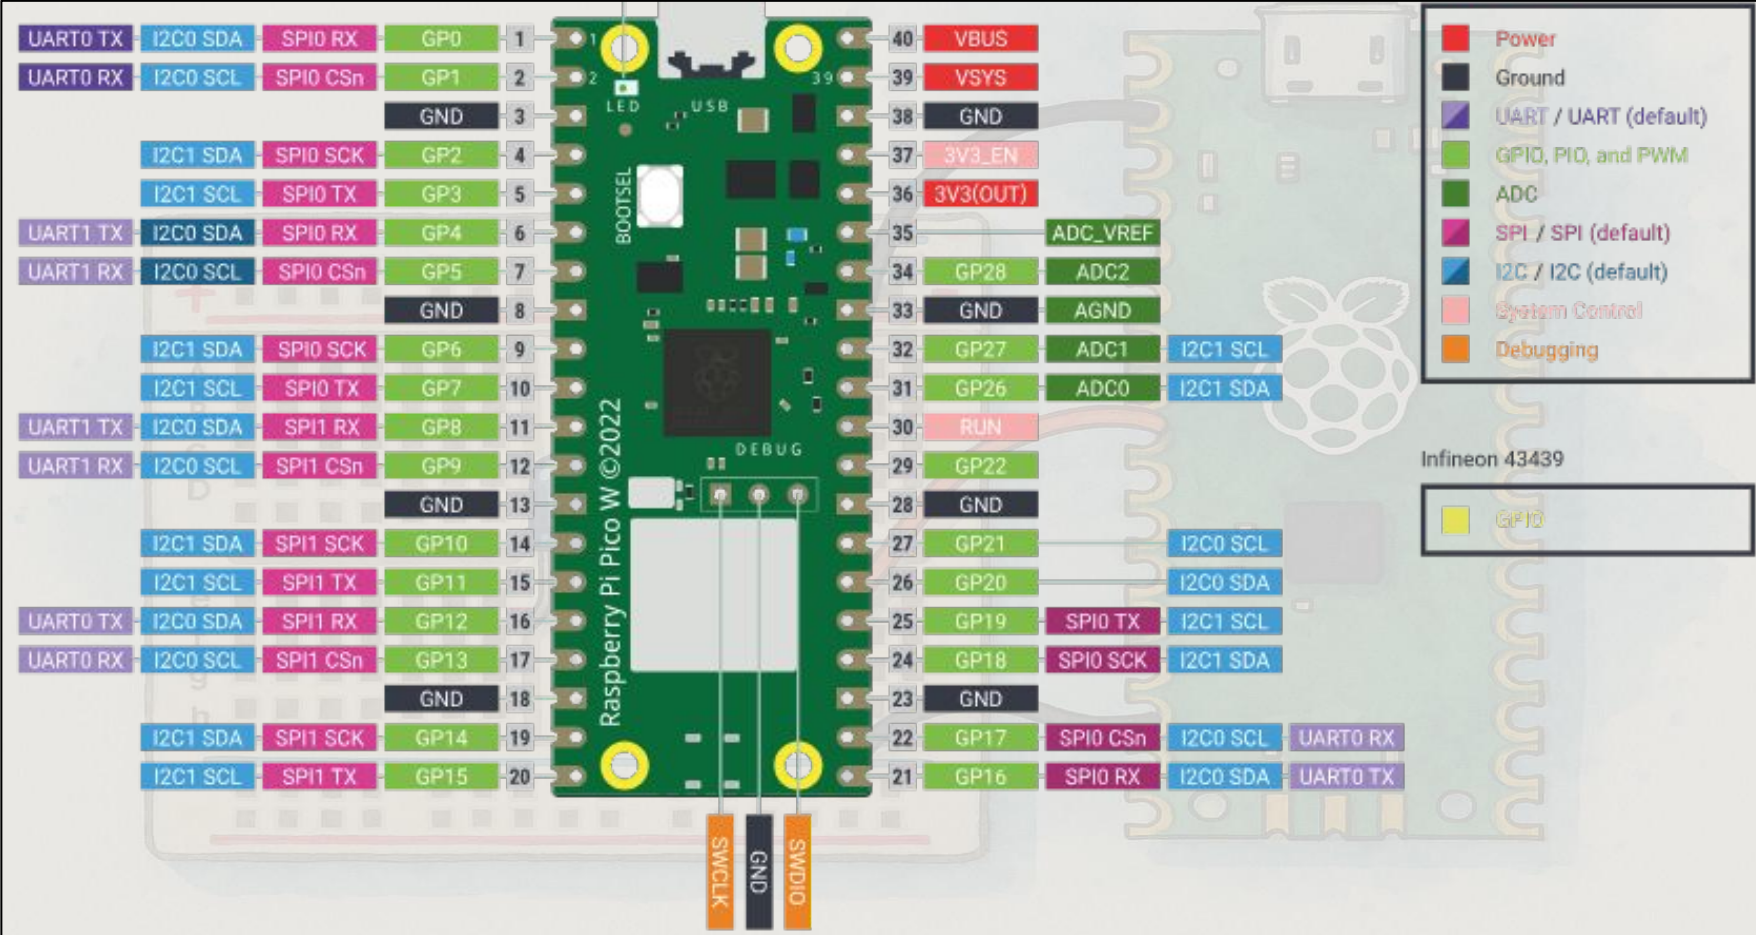 UART0 TX I2C0 SDA SPI0 RX GP0 1 40 VBUS
UART0 RX I2C0 SCL SPI0 CSn GP1 2 39 VSYS
GND 3 38 GND
I2C1 SDA SPI0 SCK GP2 4 37 3V3_EN
I2C1 SCL SPI0 TX GP3 5 36 3V3(OUT)
UART1 TX I2C0 SDA SPI0 RX GP4 6 35 ADC_VREF
UART1 RX I2C0 SCL SPI0 CSn GP5 7 34 GP28 ADC2
GND 8 33 GND AGND
I2C1 SDA SPI0 SCK GP6 9 32 GP27 ADC1 I2C1 SCL
I2C1 SCL SPI0 TX GP7 10 31 GP26 ADC0 I2C1 SDA
UART1 TX I2C0 SDA SPI1 RX GP8 11 30 RUN
UART1 RX I2C0 SCL SPI1 CSn GP9 12 29 GP22
GND 13 28 GND
I2C1 SDA SPI1 SCK GP10 14 27 GP21 I2C0 SCL
I2C1 SCL SPI1 TX GP11 15 26 GP20 I2C0 SDA
UART0 TX I2C0 SDA SPI1 RX GP12 16 25 GP19 SPI0 TX I2C1 SCL
UART0 RX I2C0 SCL SPI1 CSn GP13 17 24 GP18 SPI0 SCK I2C1 SDA
GND 18 23 GND
I2C1 SDA SPI1 SCK GP14 19 22 GP17 SPI0 CSn I2C0 SCL UART0 RX
I2C1 SCL SPI1 TX GP15 20 21 GP16 SPI0 RX I2C0 SDA UART0 TX
1
2
39
LED
USB
BOOTSEL
DEBUG
Raspberry Pi Pico W ©2022
SWCLK
GND
SWDIO
Power
Ground
UART / UART (default)
GPIO, PIO, and PWM
ADC
SPI / SPI (default)
I2C / I2C (default)
System Control
Debugging
Infineon 43439
GPIO